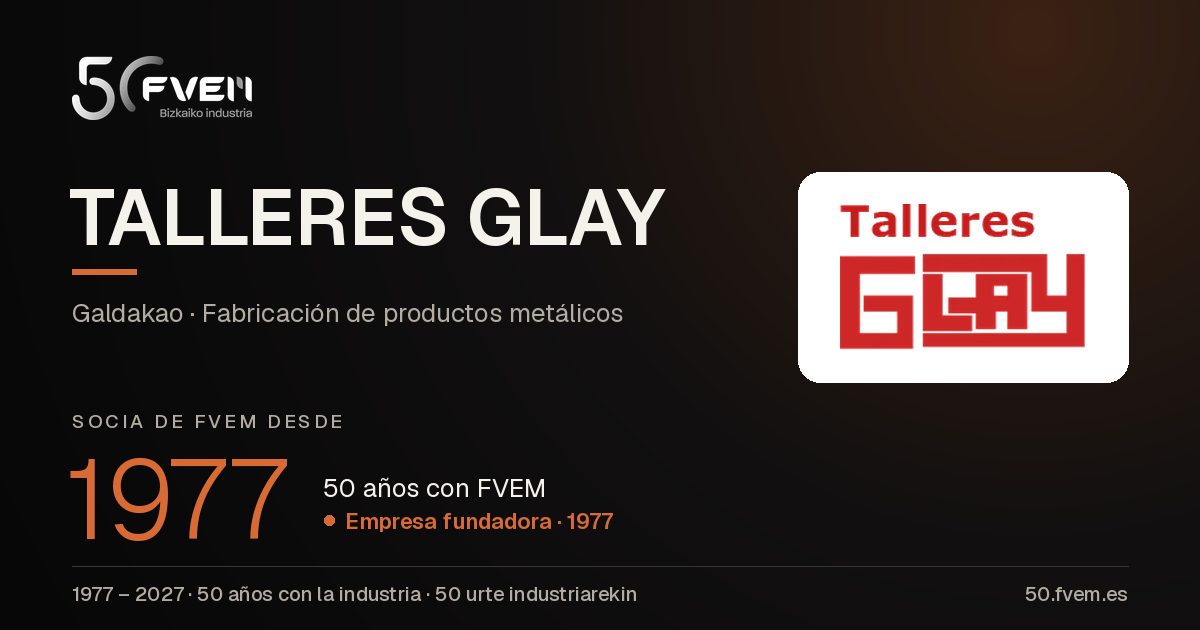 50 FVEM
Bizkaiko industria
TALLERES GLAY
Galdakao · Fabricación de productos metálicos
Talleres
GLAY
SOCIA DE FVEM DESDE
1977
50 años con FVEM
Empresa fundadora · 1977
1977 – 2027 · 50 años con la industria · 50 urte industriarekin
50.fvem.es